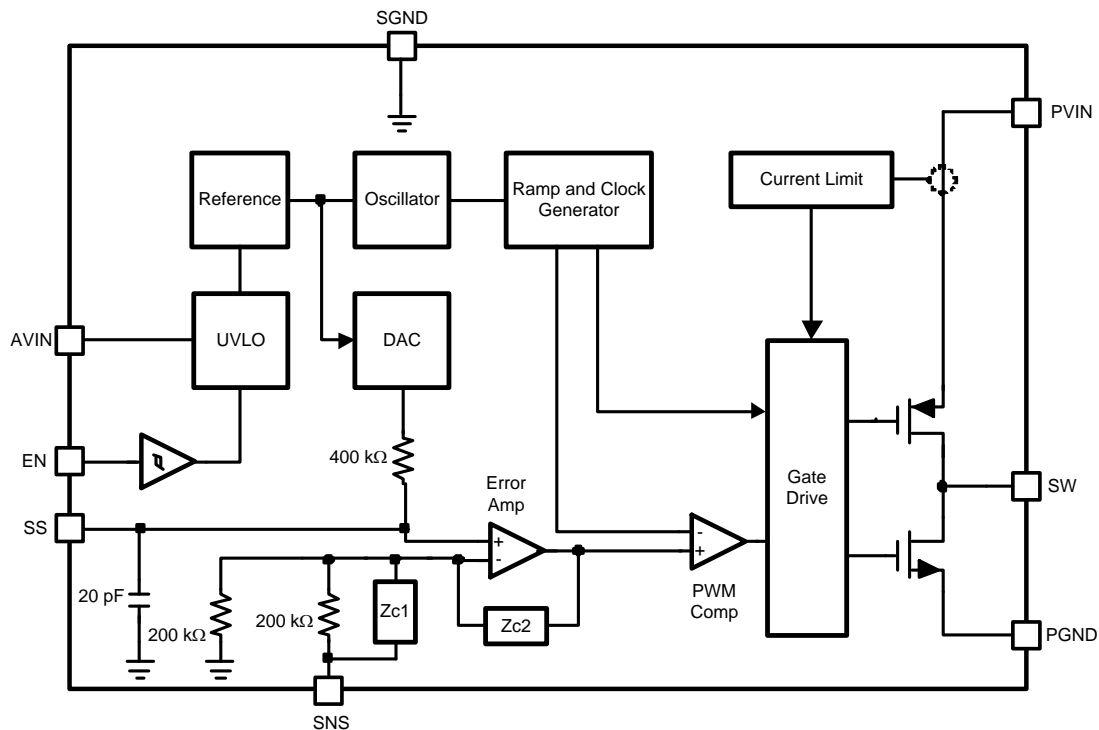 SGND
PVIN
Reference
Oscillator
Ramp and Clock
Generator
Current Limit
AVIN
UVLO
DAC
EN
400 kΩ
Error
Amp
Gate
Drive
SW
SS
+
-
-
+
20 pF
200 kΩ
200 kΩ
Zc1
Zc2
PWM
Comp
PGND
SNS